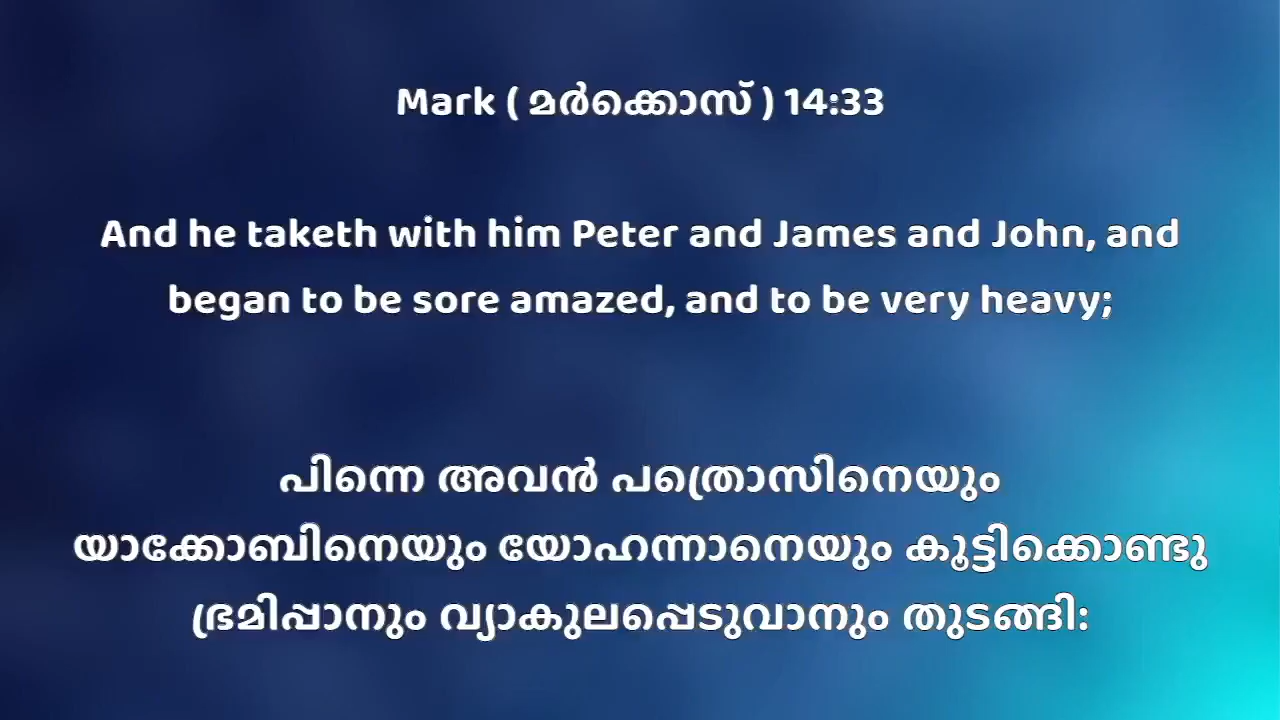 Mark ( മർക്കൊസ് ) 14:33
And he taketh with him Peter and James and John, and
began to be sore amazed, and to be very heavy;
പിന്നെ അവൻ പത്രൊസിനെയും
യാക്കോബിനെയും യോഹന്നാനെയും കൂട്ടിക്കൊണ്ടു
ഭ്രമിപ്പാനും വ്യാകുലപ്പെടുവാനും തുടങ്ങി: